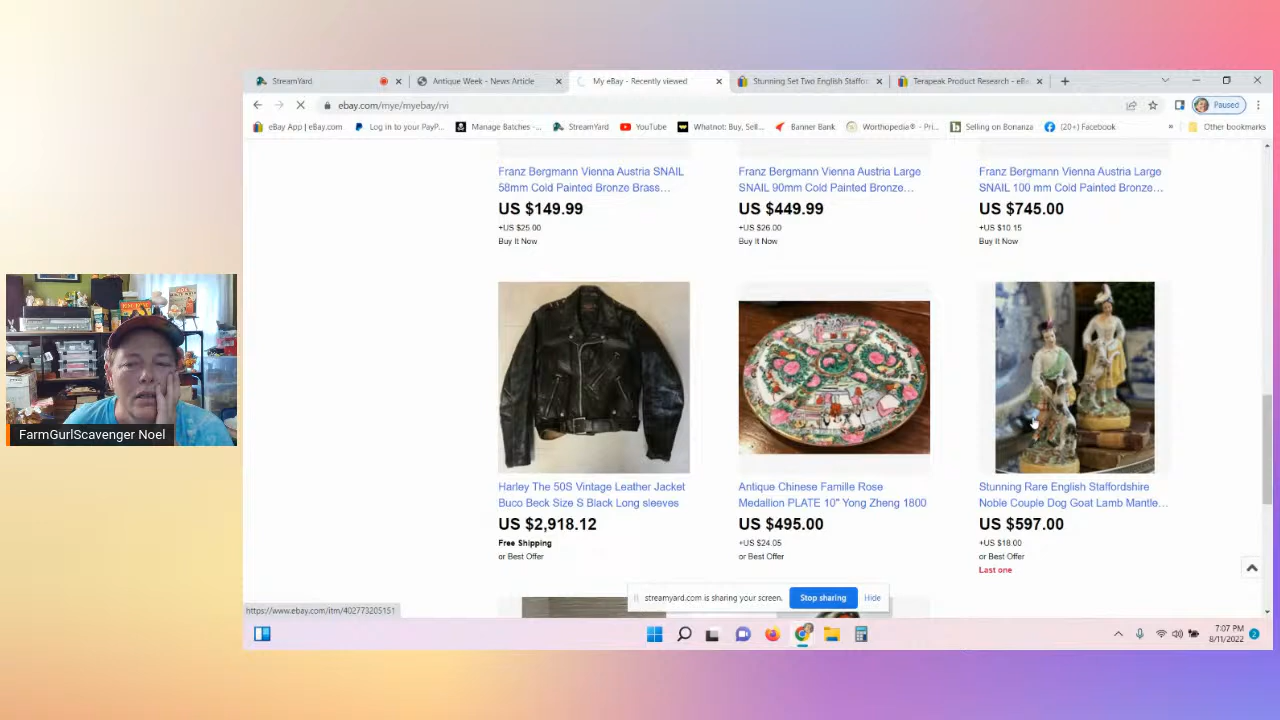 StreamYard
Antique Week - News Article
My eBay - Recently viewed
Stunning Set Two English Staffor
Terapeak Product Research - eB
ebay.com/mye/myebay/rvi
Paused
eBay App | eBay.com
Log in to your PayP...
Manage Batches - ...
StreamYard
YouTube
Whatnot: Buy, Sell...
Banner Bank
Worthopedia® - Pri...
Selling on Bonanza
(20+) Facebook
»
Other bookmarks
Franz Bergmann Vienna Austria SNAIL
58mm Cold Painted Bronze Brass...
US $149.99
+US $25.00
Buy It Now
Franz Bergmann Vienna Austria Large
SNAIL 90mm Cold Painted Bronze...
US $449.99
+US $26.00
Buy It Now
Franz Bergmann Vienna Austria Large
SNAIL 100 mm Cold Painted Bronze...
US $745.00
+US $10.15
Buy It Now
Harley The 50S Vintage Leather Jacket
Buco Beck Size S Black Long sleeves
US $2,918.12
Free Shipping
or Best Offer
Antique Chinese Famille Rose
Medallion PLATE 10" Yong Zheng 1800
US $495.00
+US $24.05
or Best Offer
Stunning Rare English Staffordshire
Noble Couple Dog Goat Lamb Mantle...
US $597.00
+US $18.00
or Best Offer
Last one
FarmGurlScavenger Noel
streamyard.com is sharing your screen.
Stop sharing
Hide
https://www.ebay.com/itm/402773205151
7:07 PM
8/11/2022
2